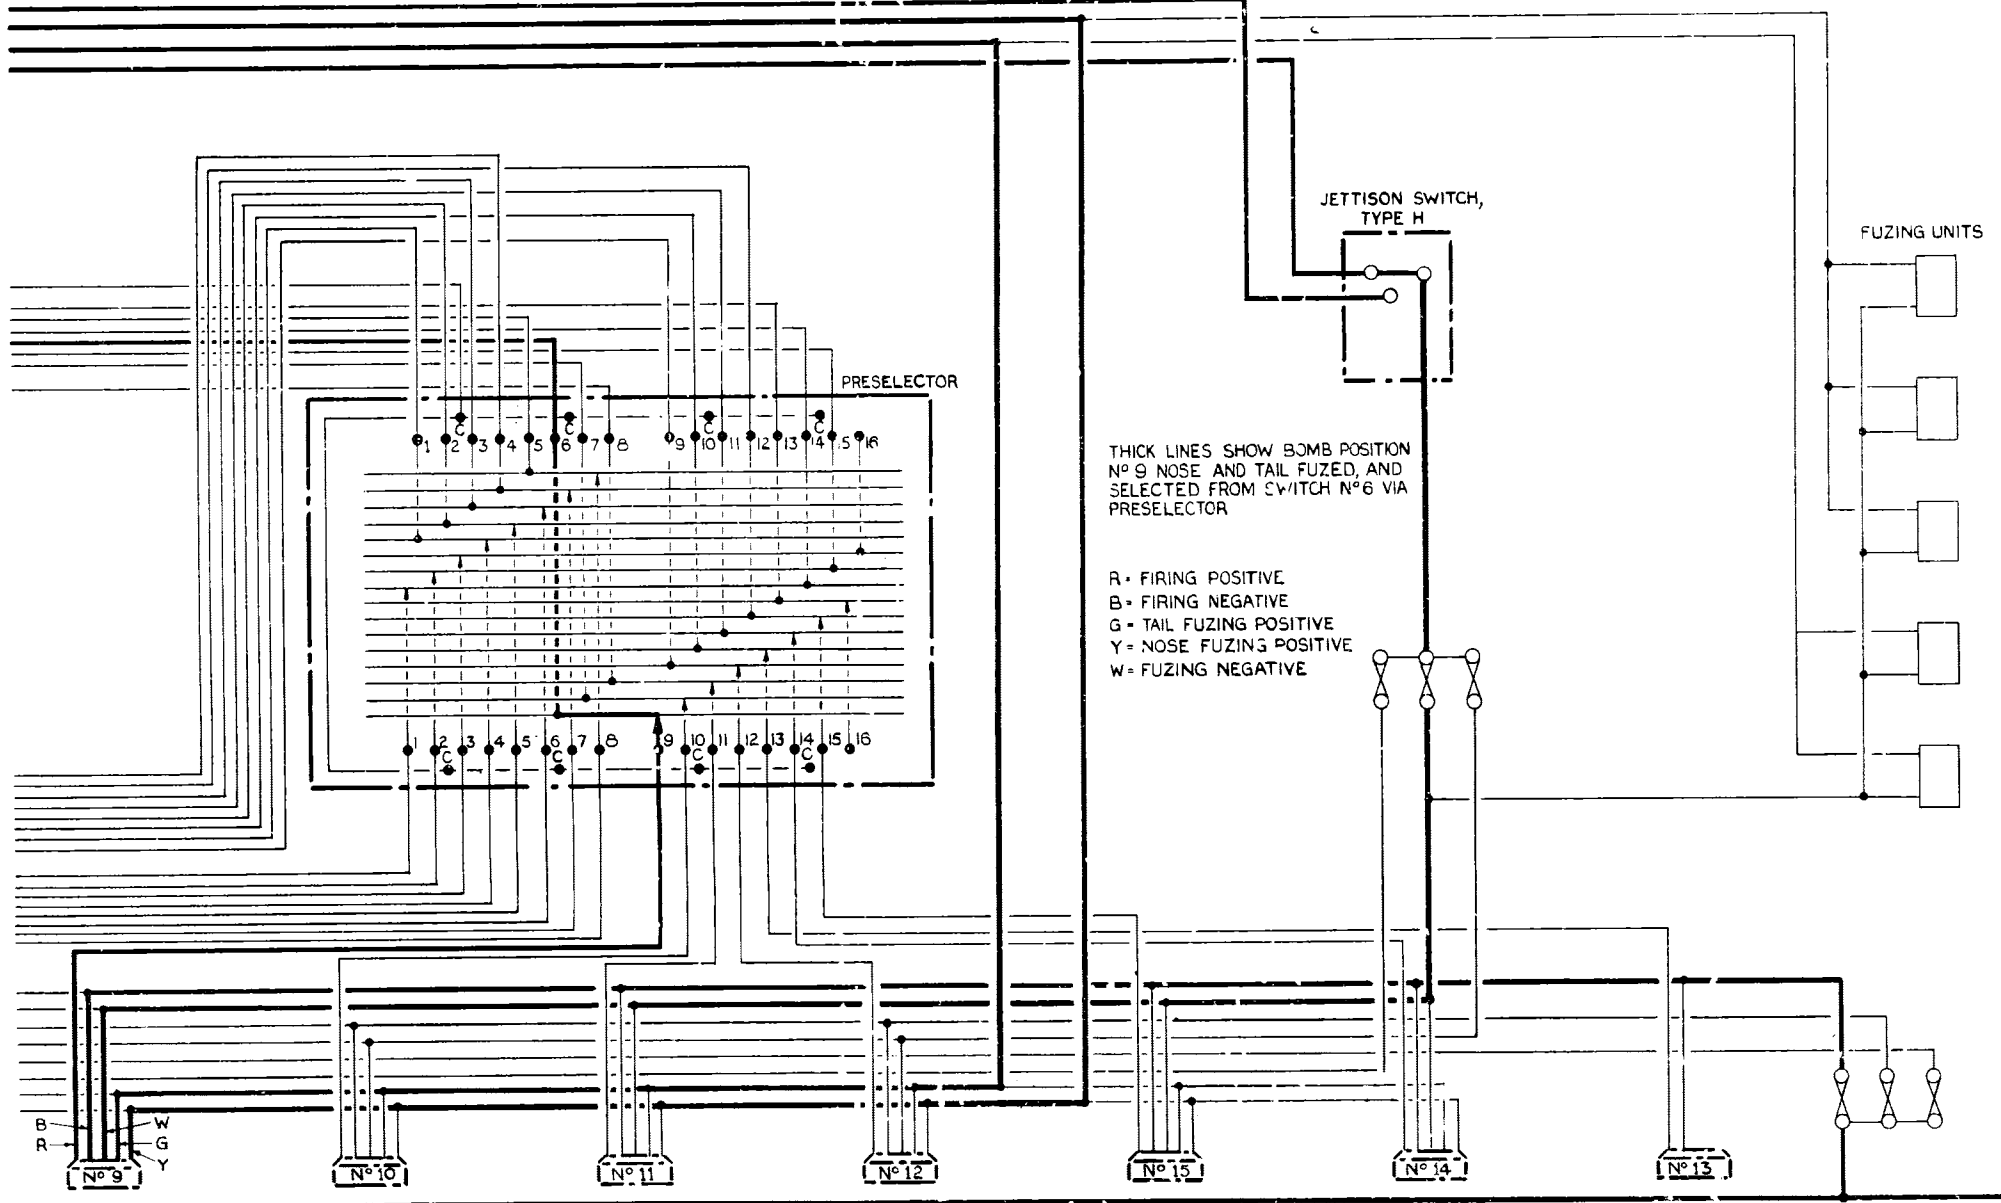 JETTISON SWITCH,
TYPE H
FUZING UNITS
PRESELECTOR
C C C C
1 2 3 4 5 6 7 8 9 10 11 12 13 14 15 16
THICK LINES SHOW BOMB POSITION
Nº 9 NOSE AND TAIL FUZED, AND
SELECTED FROM SWITCH Nº 6 VIA
PRESELECTOR
R = FIRING POSITIVE
B = FIRING NEGATIVE
G = TAIL FUZING POSITIVE
Y = NOSE FUZING POSITIVE
W = FUZING NEGATIVE
1 2 3 4 5 6 7 8 9 10 11 12 13 14 15 16
C C C C
B W
R G
Y
Nº 9 Nº 10 Nº 11 Nº 12 Nº 15 Nº 14 Nº 13